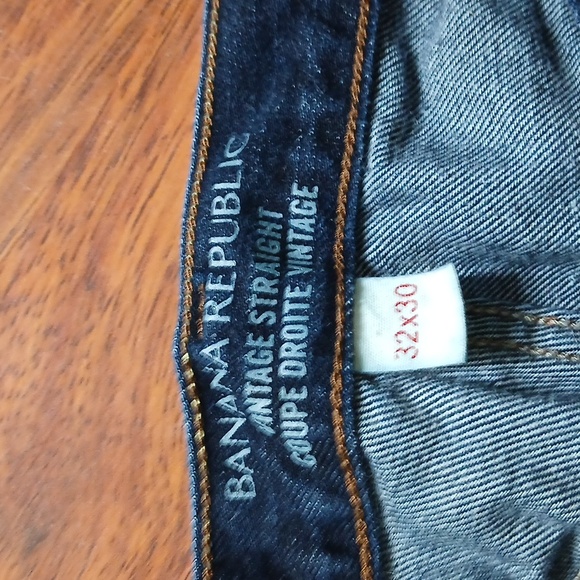 BANANA REPUBLIC
VINTAGE STRAIGHT
COUPE DROITE VINTAGE
32x30